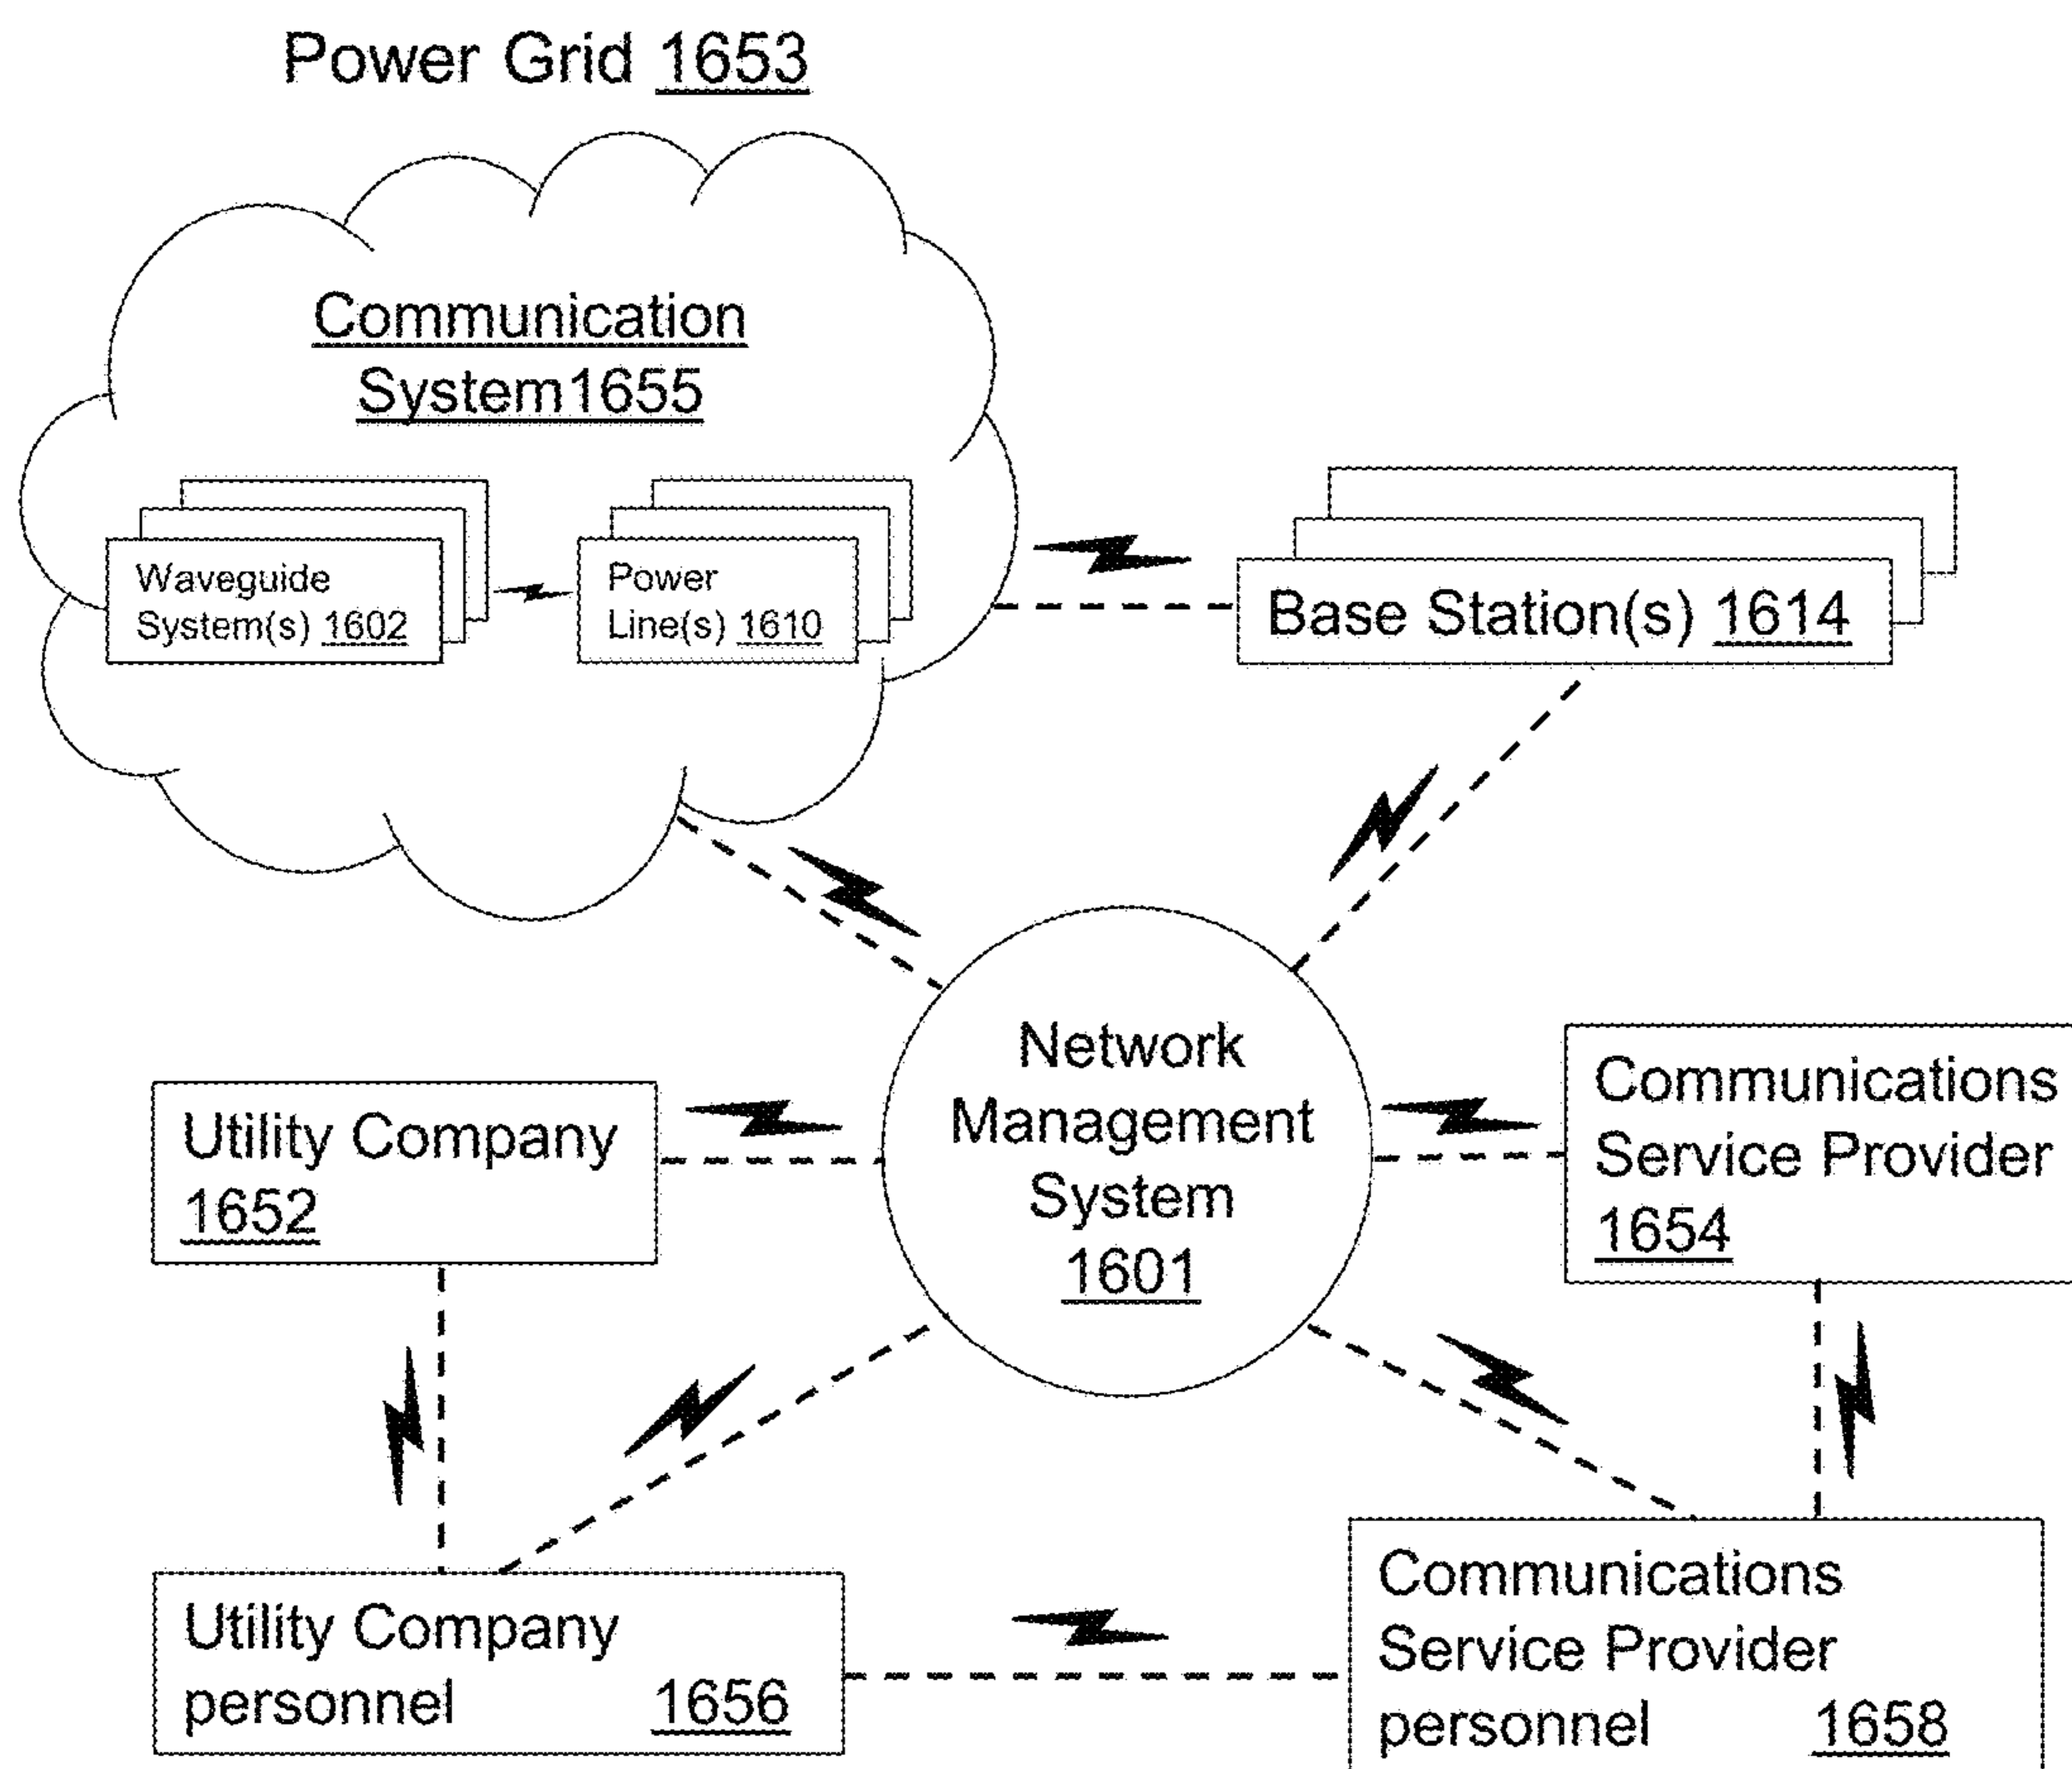 Power Grid 1653
Communication
System1655
Waveguide
System(s) 1602
Power
Line(s) 1610
Base Station(s) 1614
Network
Management
System
1601
Utility Company
1652
Communications
Service Provider
1654
Utility Company
personnel 1656
Communications
Service Provider
personnel 1658